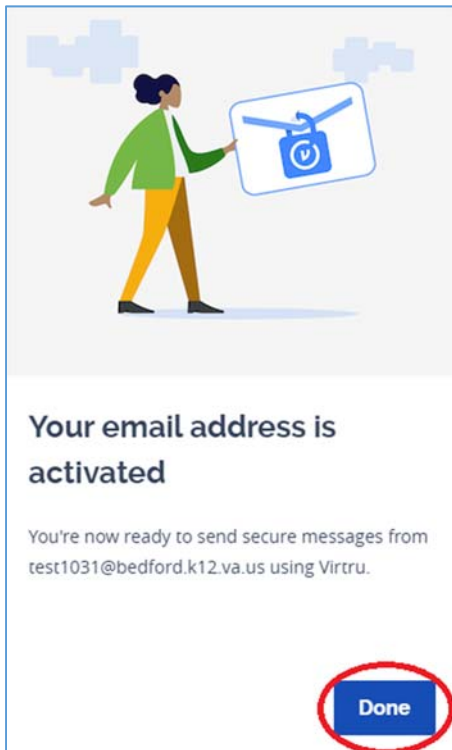 Your email address is
activated
You're now ready to send secure messages from
test1031@bedford.k12.va.us using Virtru.
Done